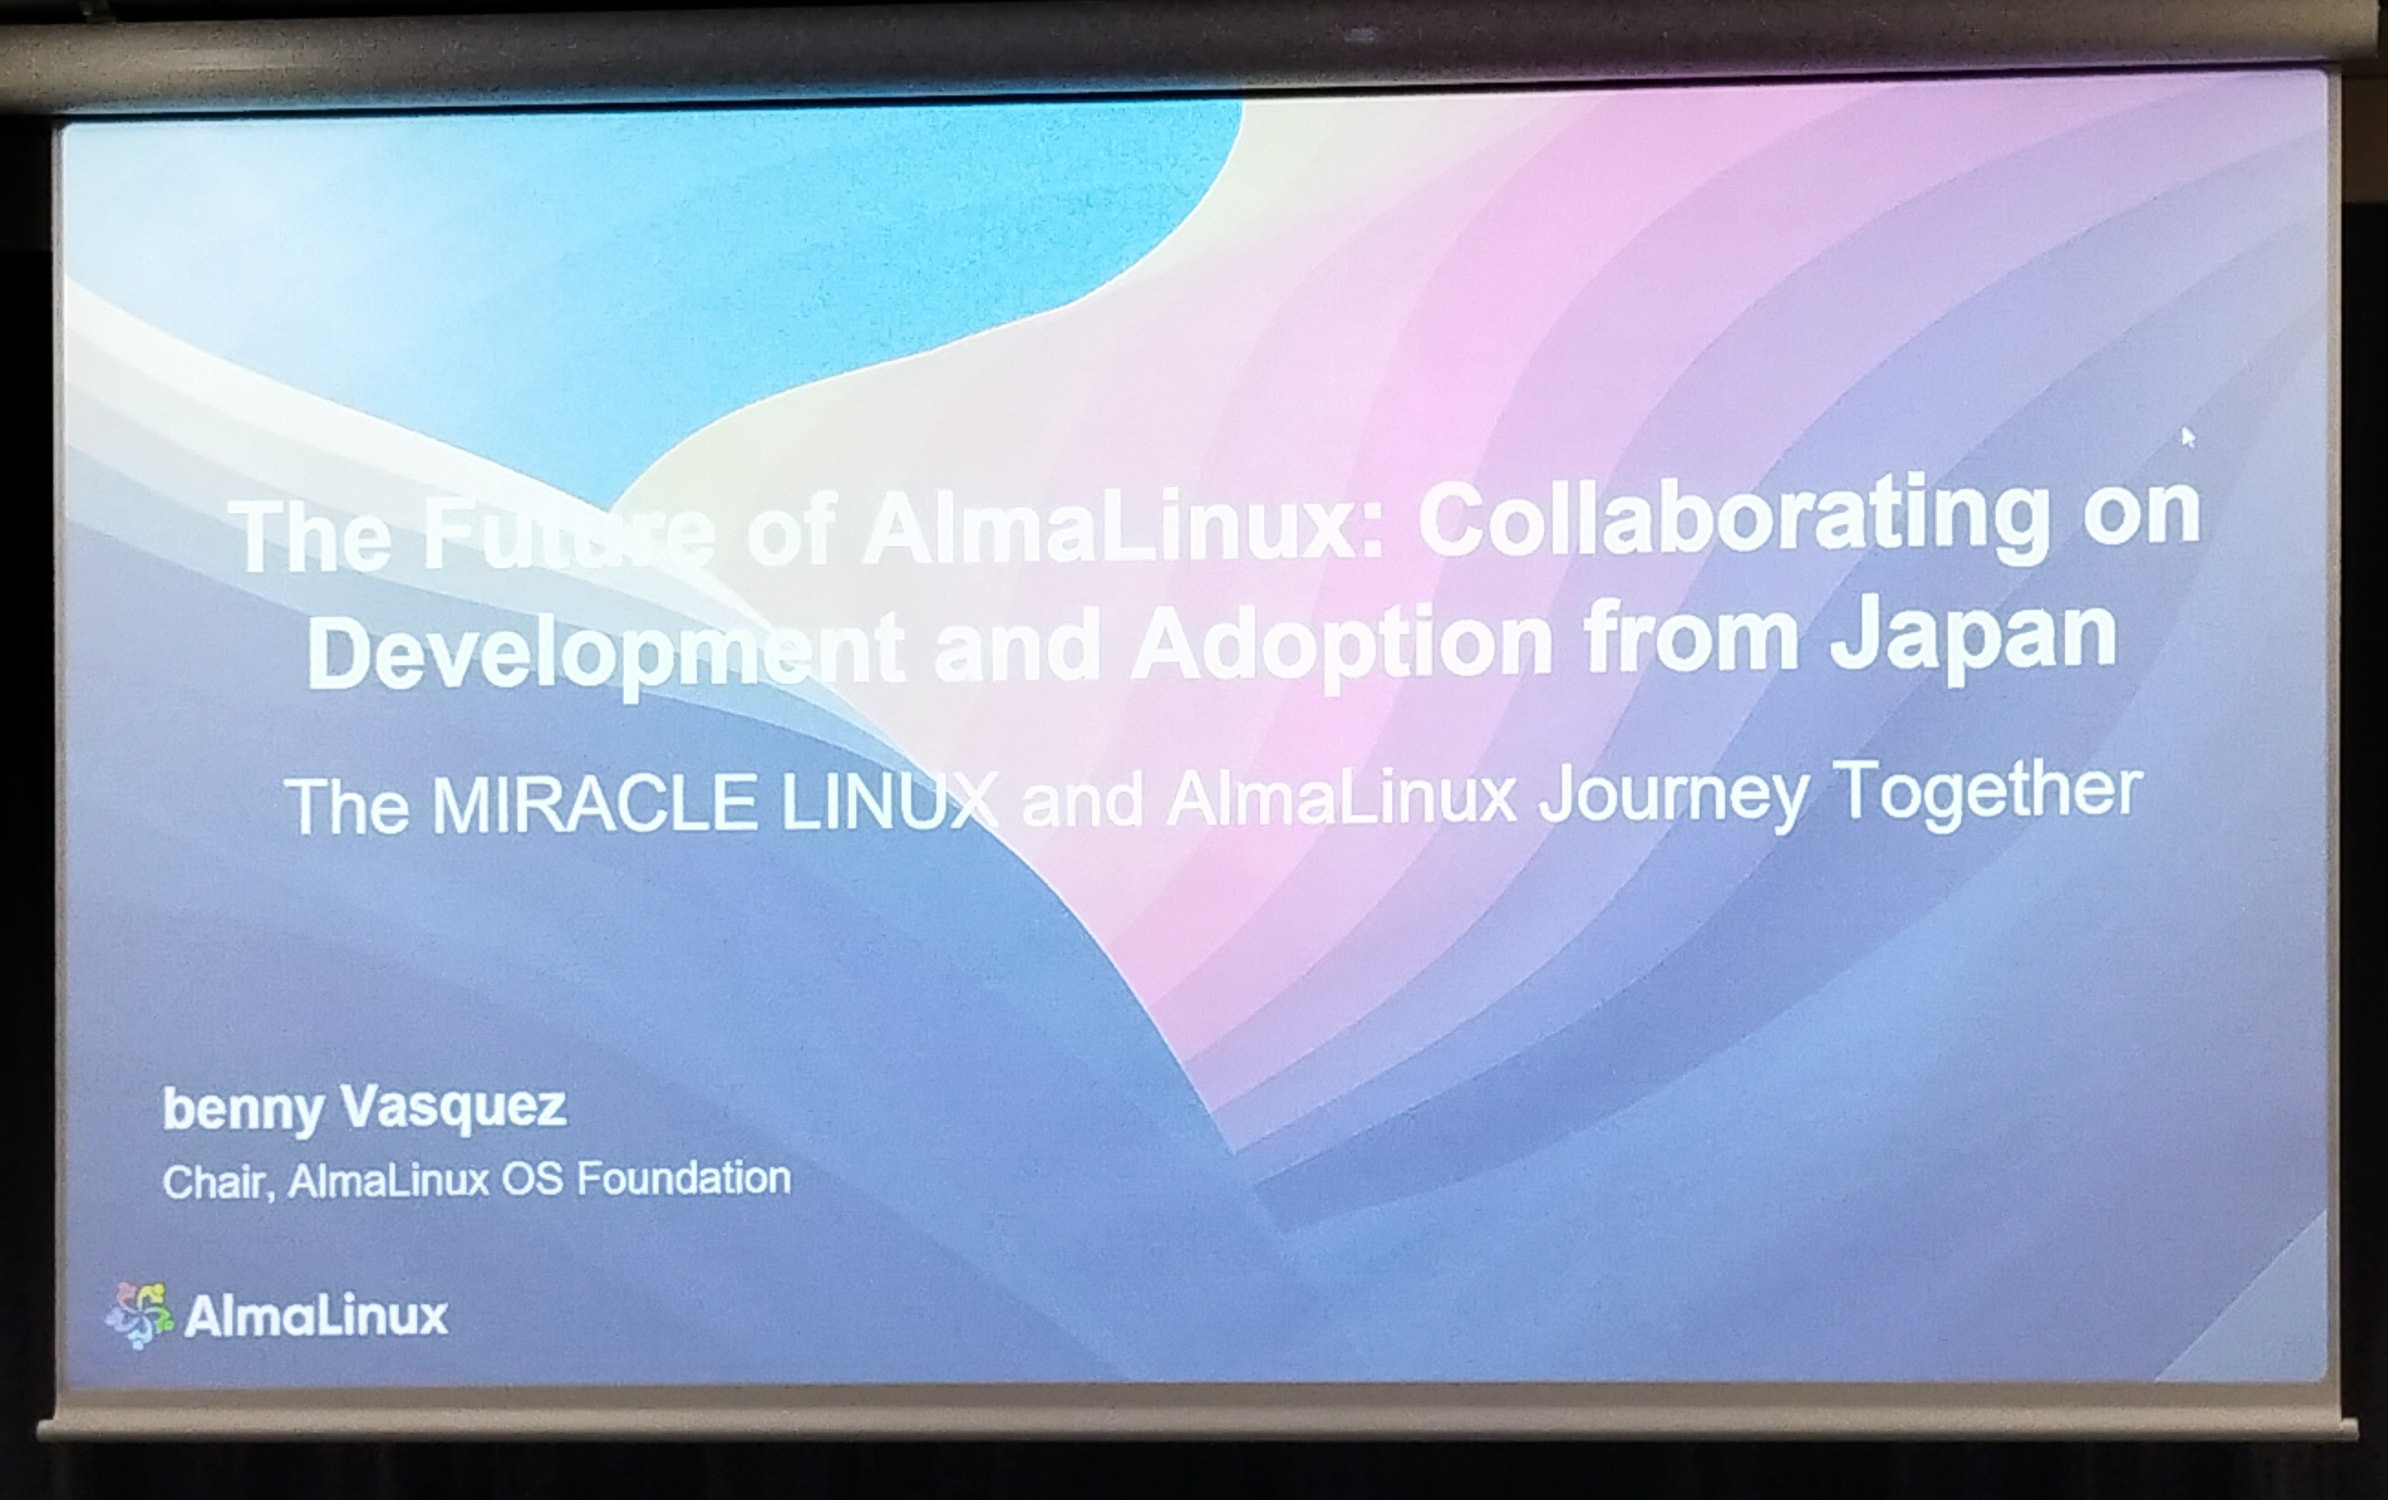 The Future of AlmaLinux: Collaborating on
Development and Adoption from Japan
The MIRACLE LINUX and AlmaLinux Journey Together
benny Vasquez
Chair, AlmaLinux OS Foundation
AlmaLinux